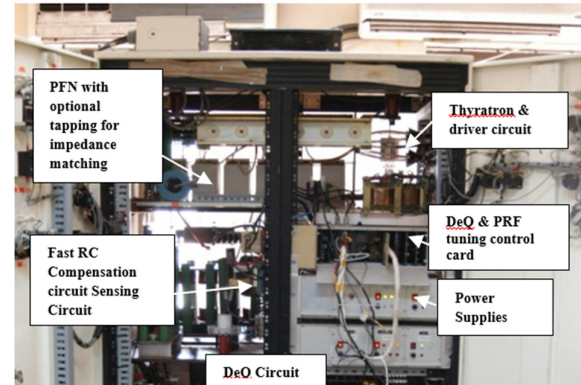 PFN with
optional
tapping for
impedance
matching
Thyratron &
driver circuit
DeQ & PRF
tuning control
card
Fast RC
Compensation
circuit Sensing
Circuit
Power
Supplies
DeQ Circuit